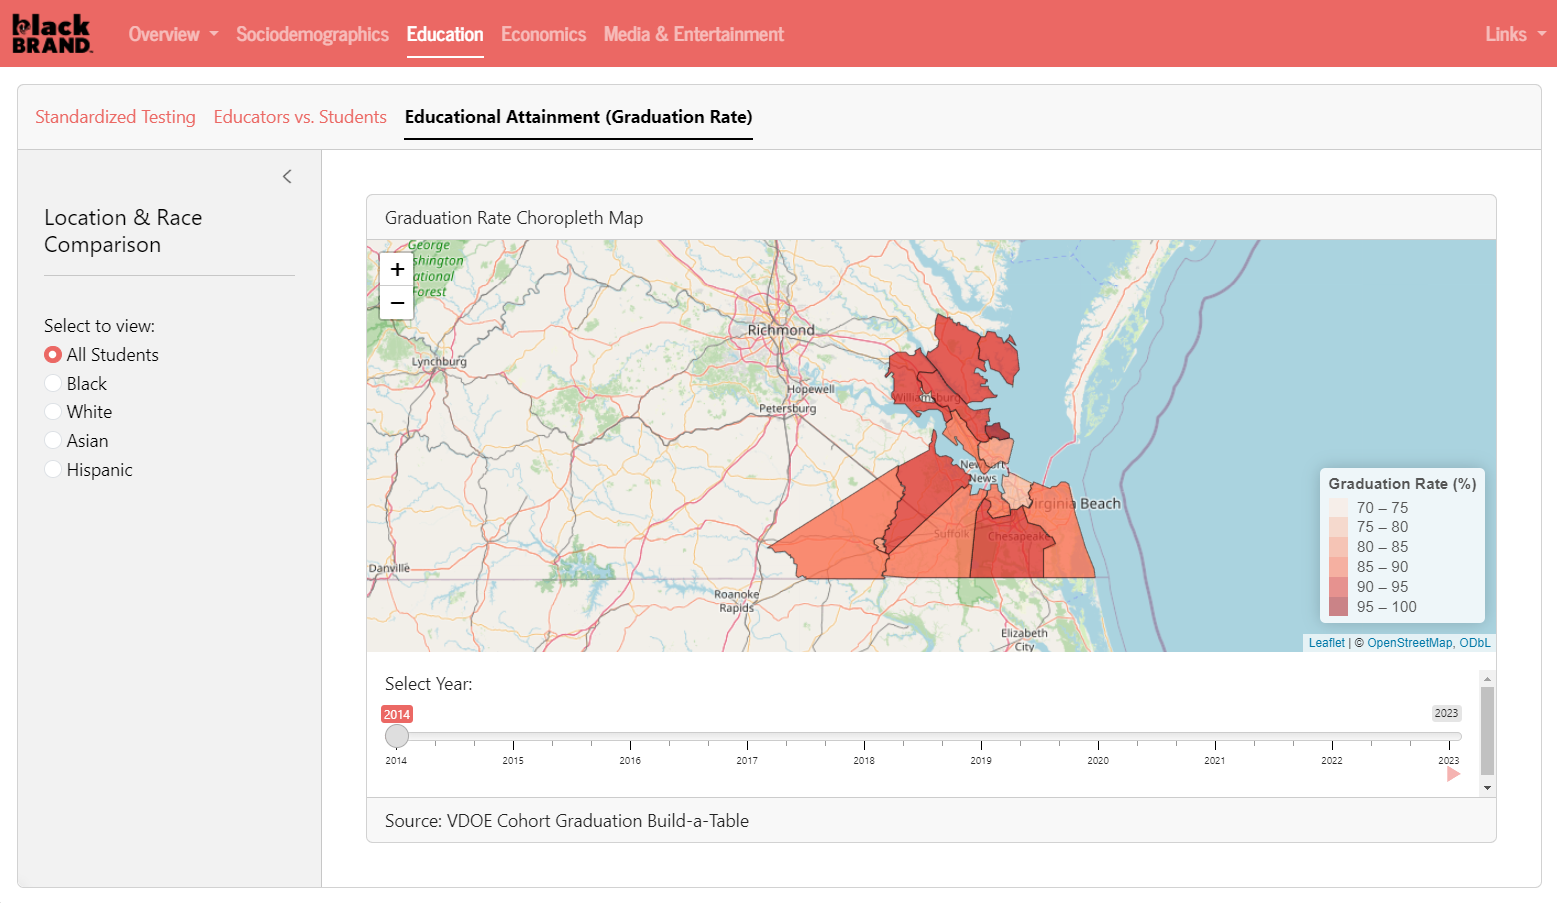 black
BRAND
Overview
Sociodemographics
Education
Economics
Media & Entertainment
Links
Standardized Testing
Educators vs. Students
Educational Attainment (Graduation Rate)
Location & Race
Comparison
Select to view:
All Students
Black
White
Asian
Hispanic
Graduation Rate Choropleth Map
+
−
George
shington
ational
Forest
Richmond
Lynchburg
Hopewell
Petersburg
Williamsburg
News
Virginia Beach
Suffolk
Chesapeake
Danville
Roanoke
Rapids
Elizabeth
City
Graduation Rate (%)
70 – 75
75 – 80
80 – 85
85 – 90
90 – 95
95 – 100
Leaflet | © OpenStreetMap, ODbL
Select Year:
2014
2023
2014 2015 2016 2017 2018 2019 2020 2021 2022 2023
Source: VDOE Cohort Graduation Build-a-Table